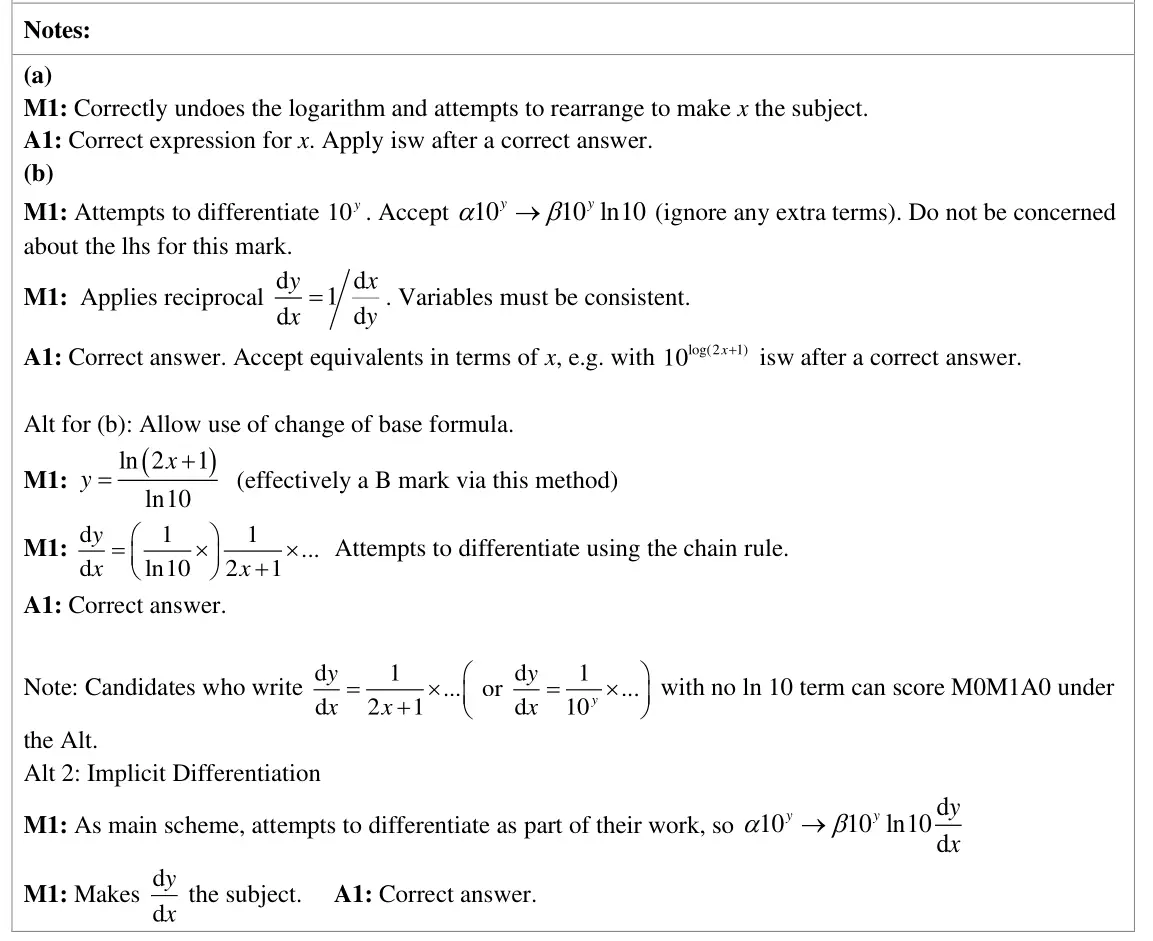 Notes:
(a)
M1: Correctly undoes the logarithm and attempts to rearrange to make x the subject.
A1: Correct expression for x. Apply isw after a correct answer.
(b)
M1: Attempts to differentiate 10^y . Accept α10^y → β10^y ln10 (ignore any extra terms). Do not be concerned
about the lhs for this mark.
M1: Applies reciprocal dy/dx = 1/(dx/dy) . Variables must be consistent.
A1: Correct answer. Accept equivalents in terms of x, e.g. with 10^log(2x+1) isw after a correct answer.
Alt for (b): Allow use of change of base formula.
M1: y = ln(2x+1)/ln10 (effectively a B mark via this method)
M1: dy/dx = (1/ln10 ×) 1/(2x+1) ×... Attempts to differentiate using the chain rule.
A1: Correct answer.
Note: Candidates who write dy/dx = 1/(2x+1) ×... ( or dy/dx = 1/10^y ×... ) with no ln 10 term can score M0M1A0 under
the Alt.
Alt 2: Implicit Differentiation
M1: As main scheme, attempts to differentiate as part of their work, so α10^y → β10^y ln10 dy/dx
M1: Makes dy/dx the subject. A1: Correct answer.